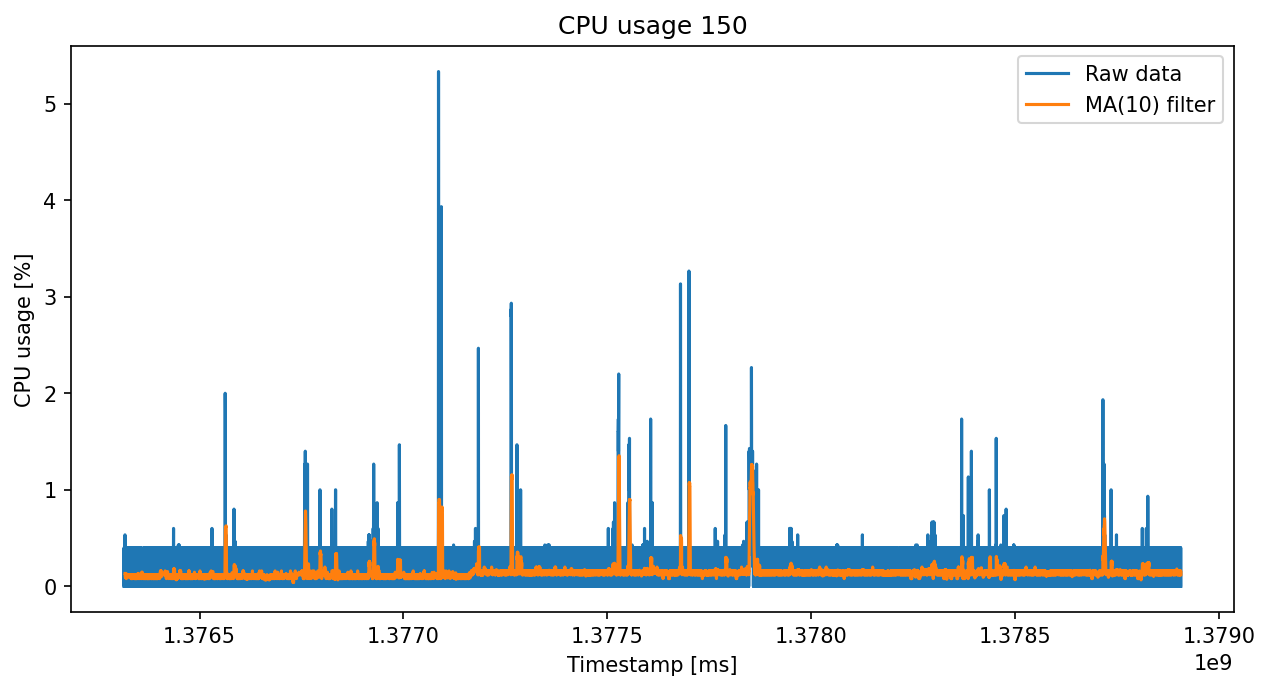 CPU usage 150
Raw data
MA(10) filter
CPU usage [%]
5
4
3
2
1
0
1.3765 1.3770 1.3775 1.3780 1.3785 1.3790
1e9
Timestamp [ms]